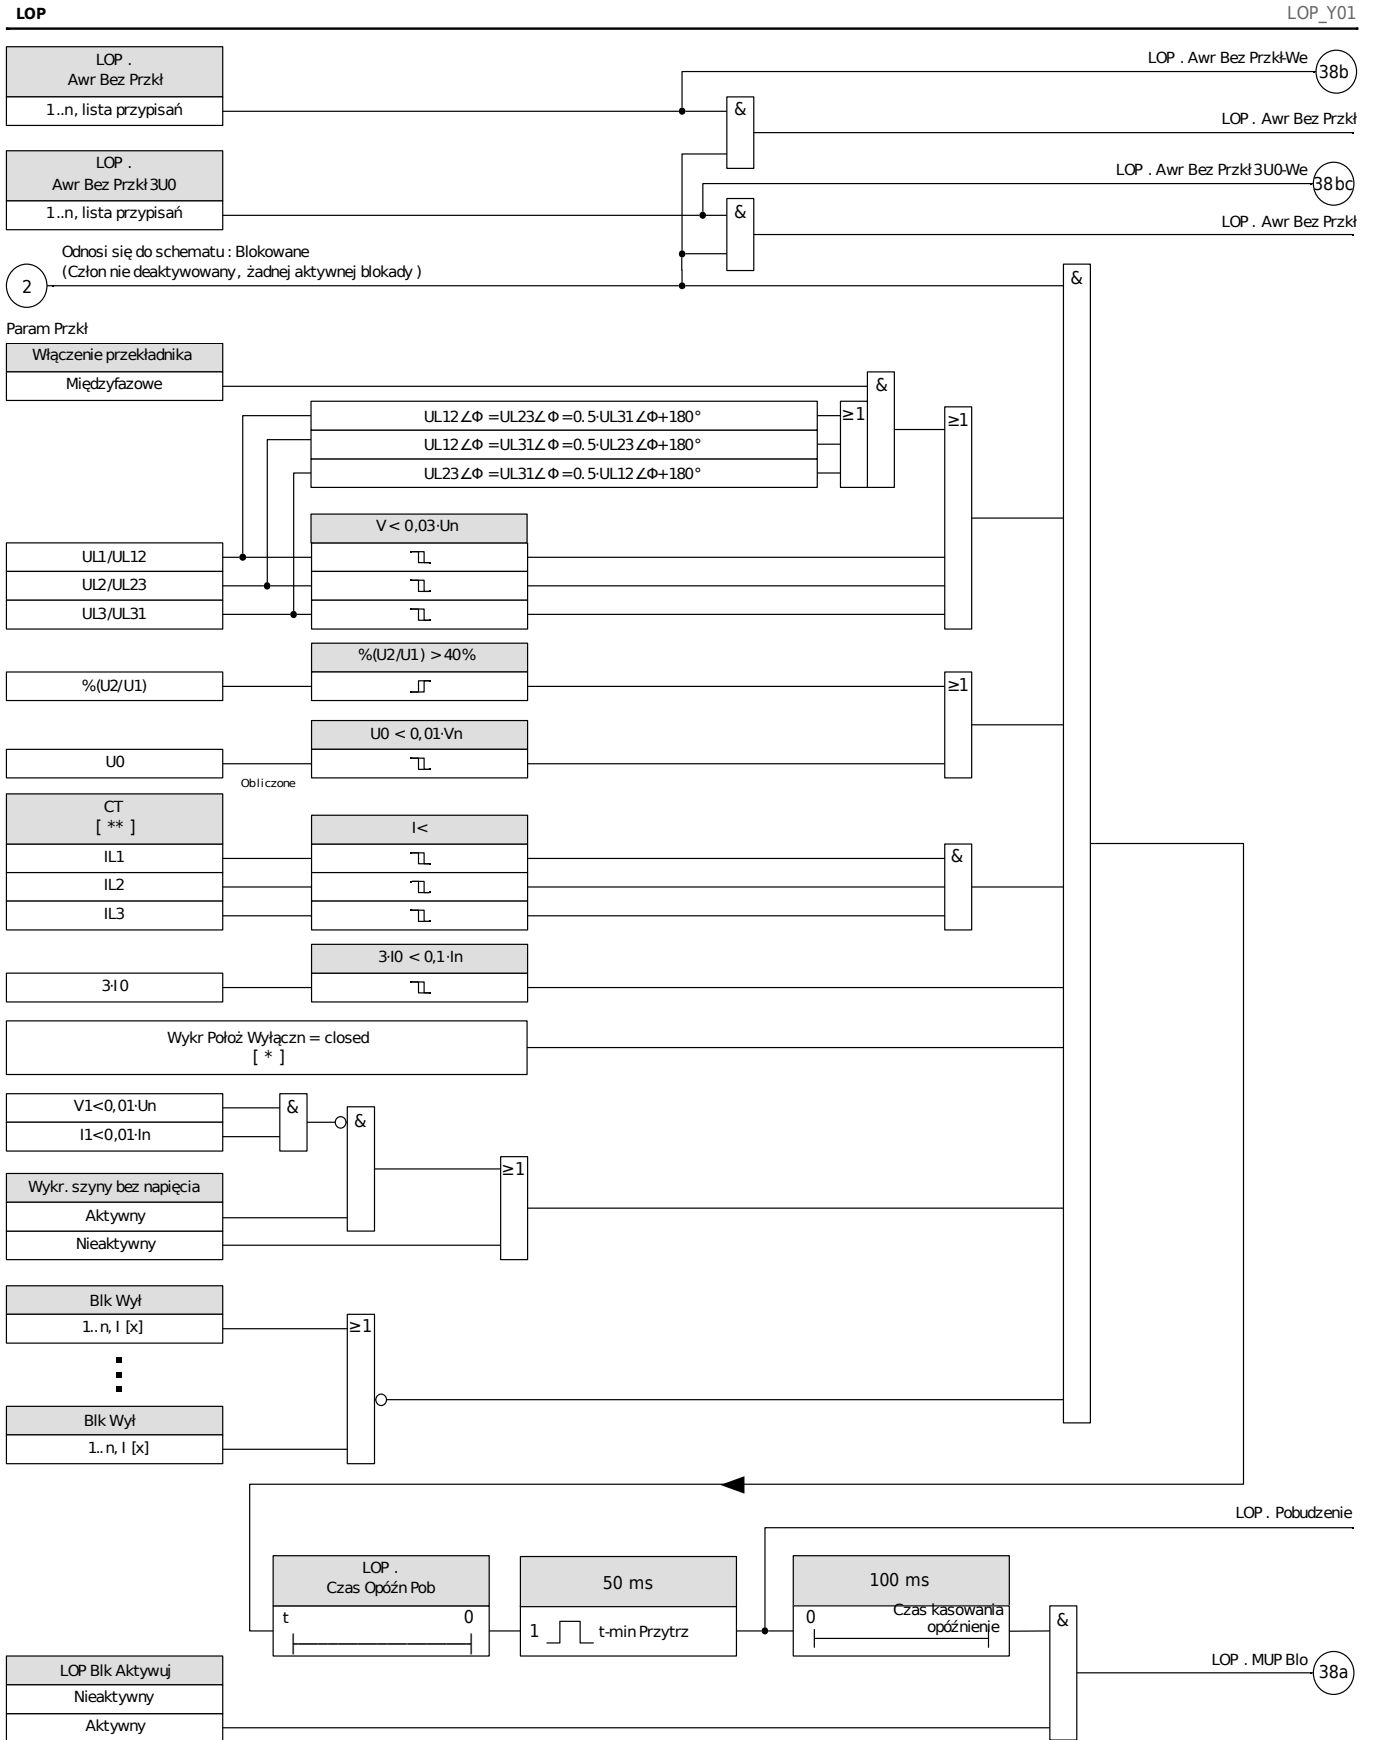 LOP
LOP_Y01
LOP .
Awr Bez Przkł
1..n, lista przypisań
LOP . Awr Bez Przkł-We
38b
&
LOP . Awr Bez Przkł
LOP .
Awr Bez Przkł 3U0
1..n, lista przypisań
LOP . Awr Bez Przkł 3U0-We
38bc
&
LOP . Awr Bez Przkł
Odnosi się do schematu : Blokowane
(Człon nie deaktywowany , żadnej aktywnej blokady )
2
&
Param Przkł
Włączenie przekładnika
Międzyfazowe
&
UL12∠Φ =UL23∠Φ =0. 5·UL31∠Φ+180°
≥1
≥1
UL12∠Φ =UL31∠Φ =0. 5·UL23∠Φ+180°
UL23∠Φ =UL31∠Φ =0. 5·UL12∠Φ+180°
V < 0,03·Un
UL1/UL12
UL2/UL23
UL3/UL31
%(U2/U1) > 40%
%(U2/U1)
≥1
U0 < 0, 01·Vn
U0
Obliczone
CT
[ ** ]
I<
IL1
&
IL2
IL3
3·I0 < 0,1·In
3·I 0
Wykr Położ Wyłączn = closed
[ * ]
V1<0, 01·Un
&
&
I1<0,01·In
≥1
Wykr. szyny bez napięcia
Aktywny
Nieaktywny
Blk Wył
1.. n, I [x]
≥1
Blk Wył
1.. n, I [x]
LOP . Pobudzenie
LOP .
Czas Opóźn Pob
t
0
50 ms
1
t-min Przytrz
100 ms
0
Czas kasowania
opóźnienie
&
LOP Blk Aktywuj
Nieaktywny
Aktywny
LOP . MUP Blo
38a